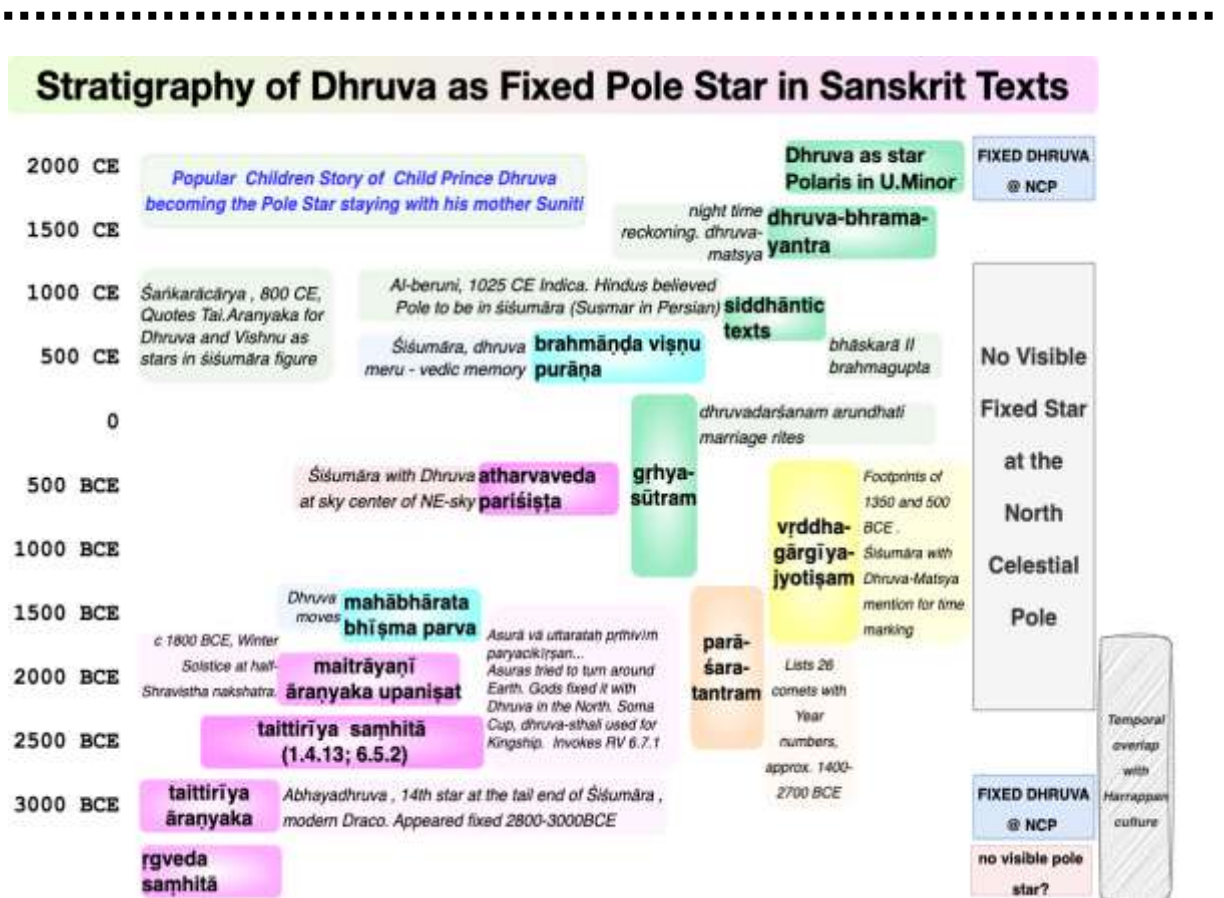 Stratigraphy of Dhruva as Fixed Pole Star in Sanskrit Texts
2000 CE
Popular Children Story of Child Prince Dhruva
becoming the Pole Star staying with his mother Suniti
Dhruva as star
Polaris in U.Minor
FIXED DHRUVA
@ NCP
1500 CE
night time
reckoning. dhruva-
matsya
dhruva-bhrama-
yantra
1000 CE
Śaṅkarācārya , 800 CE,
Quotes Tai.Aranyaka for
Dhruva and Vishnu as
stars in śiśumāra figure
Al-beruni, 1025 CE Indica. Hindus believed
Pole to be in śiśumāra (Susmar in Persian)
siddhāntic
texts
500 CE
Śiśumāra, dhruva
meru - vedic memory
brahmāṇḍa viṣṇu
purāṇa
bhāskarā II
brahmagupta
No Visible
Fixed Star
at the
North
Celestial
Pole
0
gṛhya-
sūtram
dhruvadarśanam arundhati
marriage rites
500 BCE
Śiśumāra with Dhruva
at sky center of NE-sky
atharvaveda
pariśiṣṭa
vṛddha-
gārgīya-
jyotiṣam
Footprints of
1350 and 500
BCE .
Śiśumāra with
Dhruva-Matsya
mention for time
marking
1000 BCE
1500 BCE
Dhruva
moves
mahābhārata
bhīṣma parva
parā-
śara-
tantram
Lists 26
comets with
Year
numbers,
approx. 1400-
2700 BCE
2000 BCE
c 1800 BCE, Winter
Solstice at half-
Shravistha nakshatra.
maitrāyaṇī
āraṇyaka upaniṣat
Asurā vā uttarataḥ pṛthivīṁ
paryacikīrṣan...
Asuras tried to turn around
Earth. Gods fixed it with
Dhruva in the North. Soma
Cup, dhruva-sthali used for
Kingship. Invokes RV 6.7.1
2500 BCE
taittirīya saṃhitā
(1.4.13; 6.5.2)
Temporal
overlap
with
Harrappan
culture
3000 BCE
taittirīya
āraṇyaka
Abhayadhruva , 14th star at the tail end of Śiśumāra ,
modern Draco. Appeared fixed 2800-3000BCE
FIXED DHRUVA
@ NCP
ṛgveda
saṃhitā
no visible pole
star?